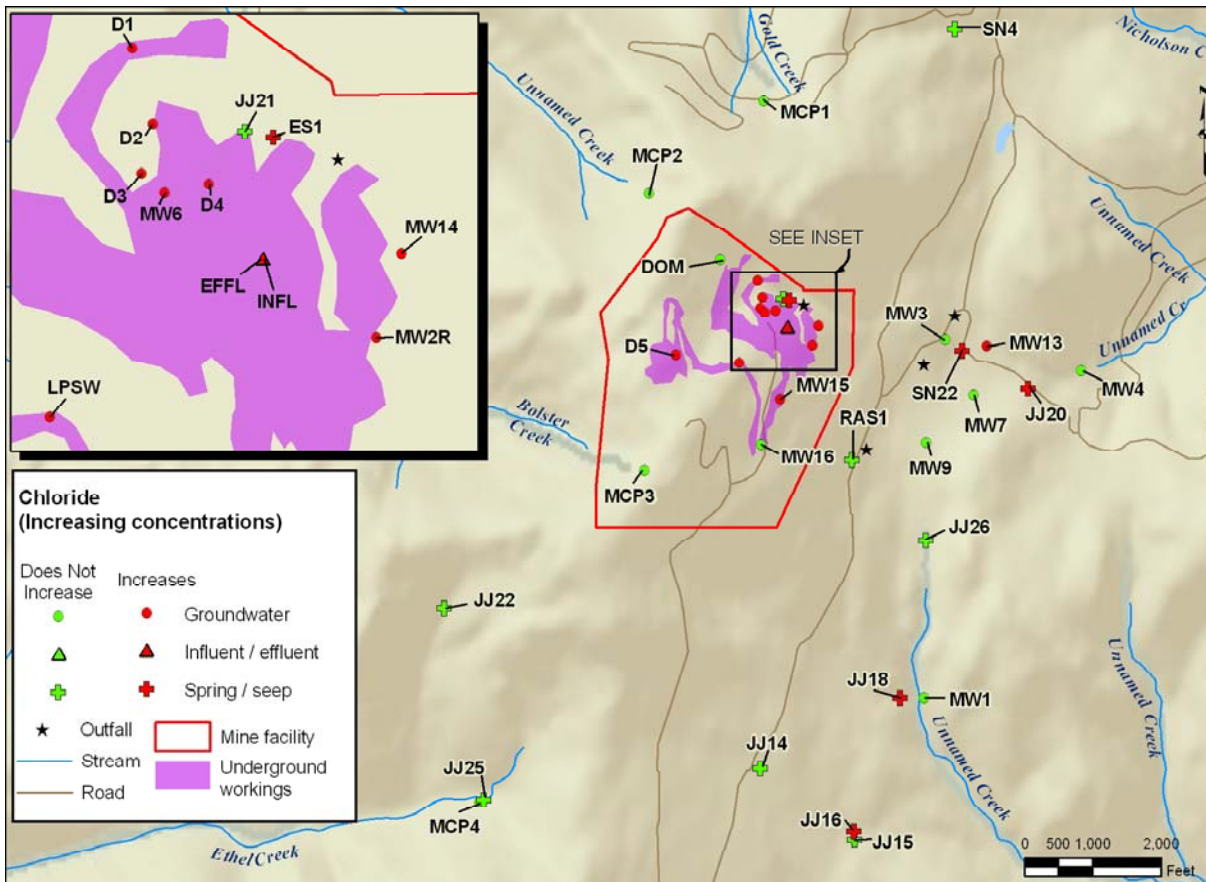 D1
JJ21
ES1
D2
D3
MW6
D4
MW14
EFFL
INFL
MW2R
LPSW
Gold Creek
SN4
Nicholson C
MCP1
Unnamed Creek
MCP2
SEE INSET
DOM
Unnamed Creek
Unnamed Cr
MW3
MW13
D5
SN22
MW4
MW15
JJ20
MW7
Bolster Creek
RAS1
MW9
MW16
MCP3
JJ26
JJ22
Unnamed Creek
JJ18
MW1
Unnamed Creek
JJ14
JJ25
MCP4
JJ16
JJ15
Ethel Creek
Chloride
(Increasing concentrations)
Does Not Increase
Increases
Groundwater
Influent / effluent
Spring / seep
Outfall
Mine facility
Stream
Underground workings
Road
0 500 1,000 2,000
Feet